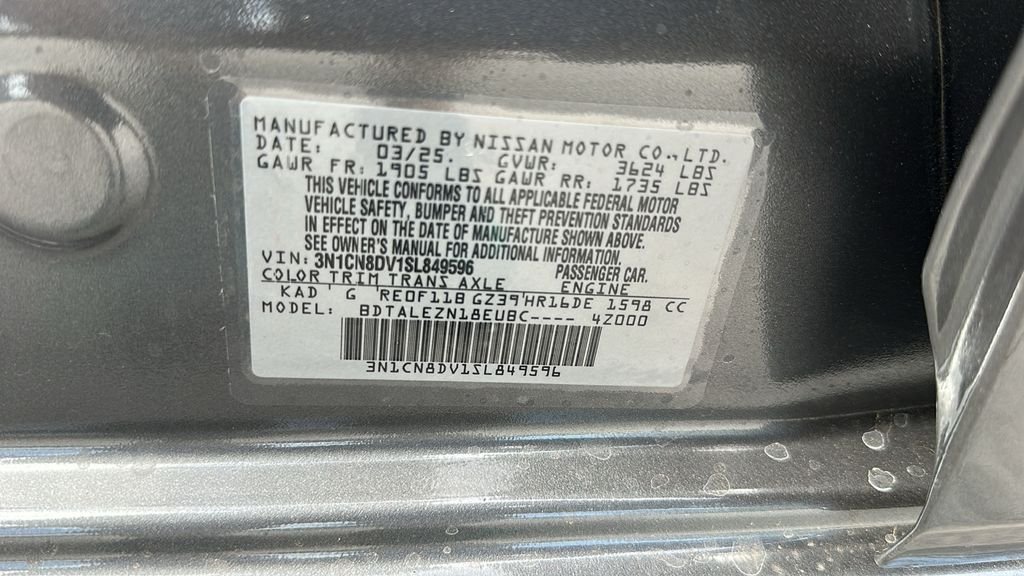 MANUFACTURED BY NISSAN MOTOR CO.,LTD.
DATE: 03/25. GVWR: 3624 LBS
GAWR FR: 1905 LBS GAWR RR: 1735 LBS
THIS VEHICLE CONFORMS TO ALL APPLICABLE FEDERAL MOTOR
VEHICLE SAFETY, BUMPER AND THEFT PREVENTION STANDARDS
IN EFFECT ON THE DATE OF MANUFACTURE SHOWN ABOVE.
SEE OWNER'S MANUAL FOR ADDITIONAL INFORMATION.
VIN: 3N1CN8DV1SL849596 PASSENGER CAR.
COLOR TRIM TRANS AXLE ENGINE
KAD ' G 'RE0F11B GZ39'HR16DE 1598 CC
MODEL: BDTALEZN18EUBC---- 4Z000
3N1CN8DV1SL849596